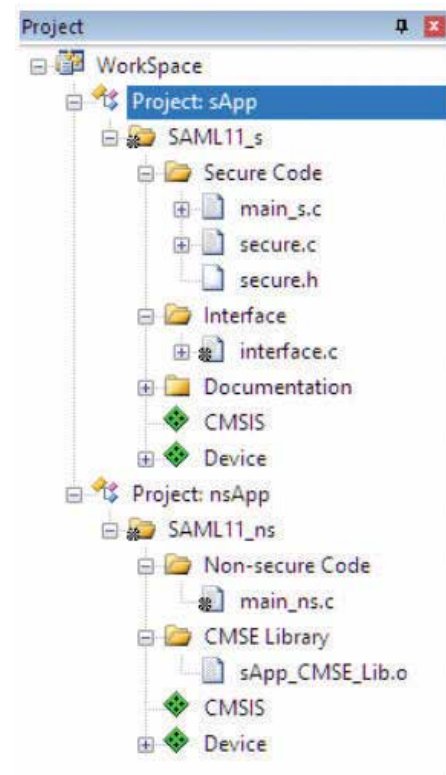 Project
WorkSpace
Project: sApp
SAML11_s
Secure Code
main_s.c
secure.c
secure.h
Interface
interface.c
Documentation
CMSIS
Device
Project: nsApp
SAML11_ns
Non-secure Code
main_ns.c
CMSE Library
sApp_CMSE_Lib.o
CMSIS
Device